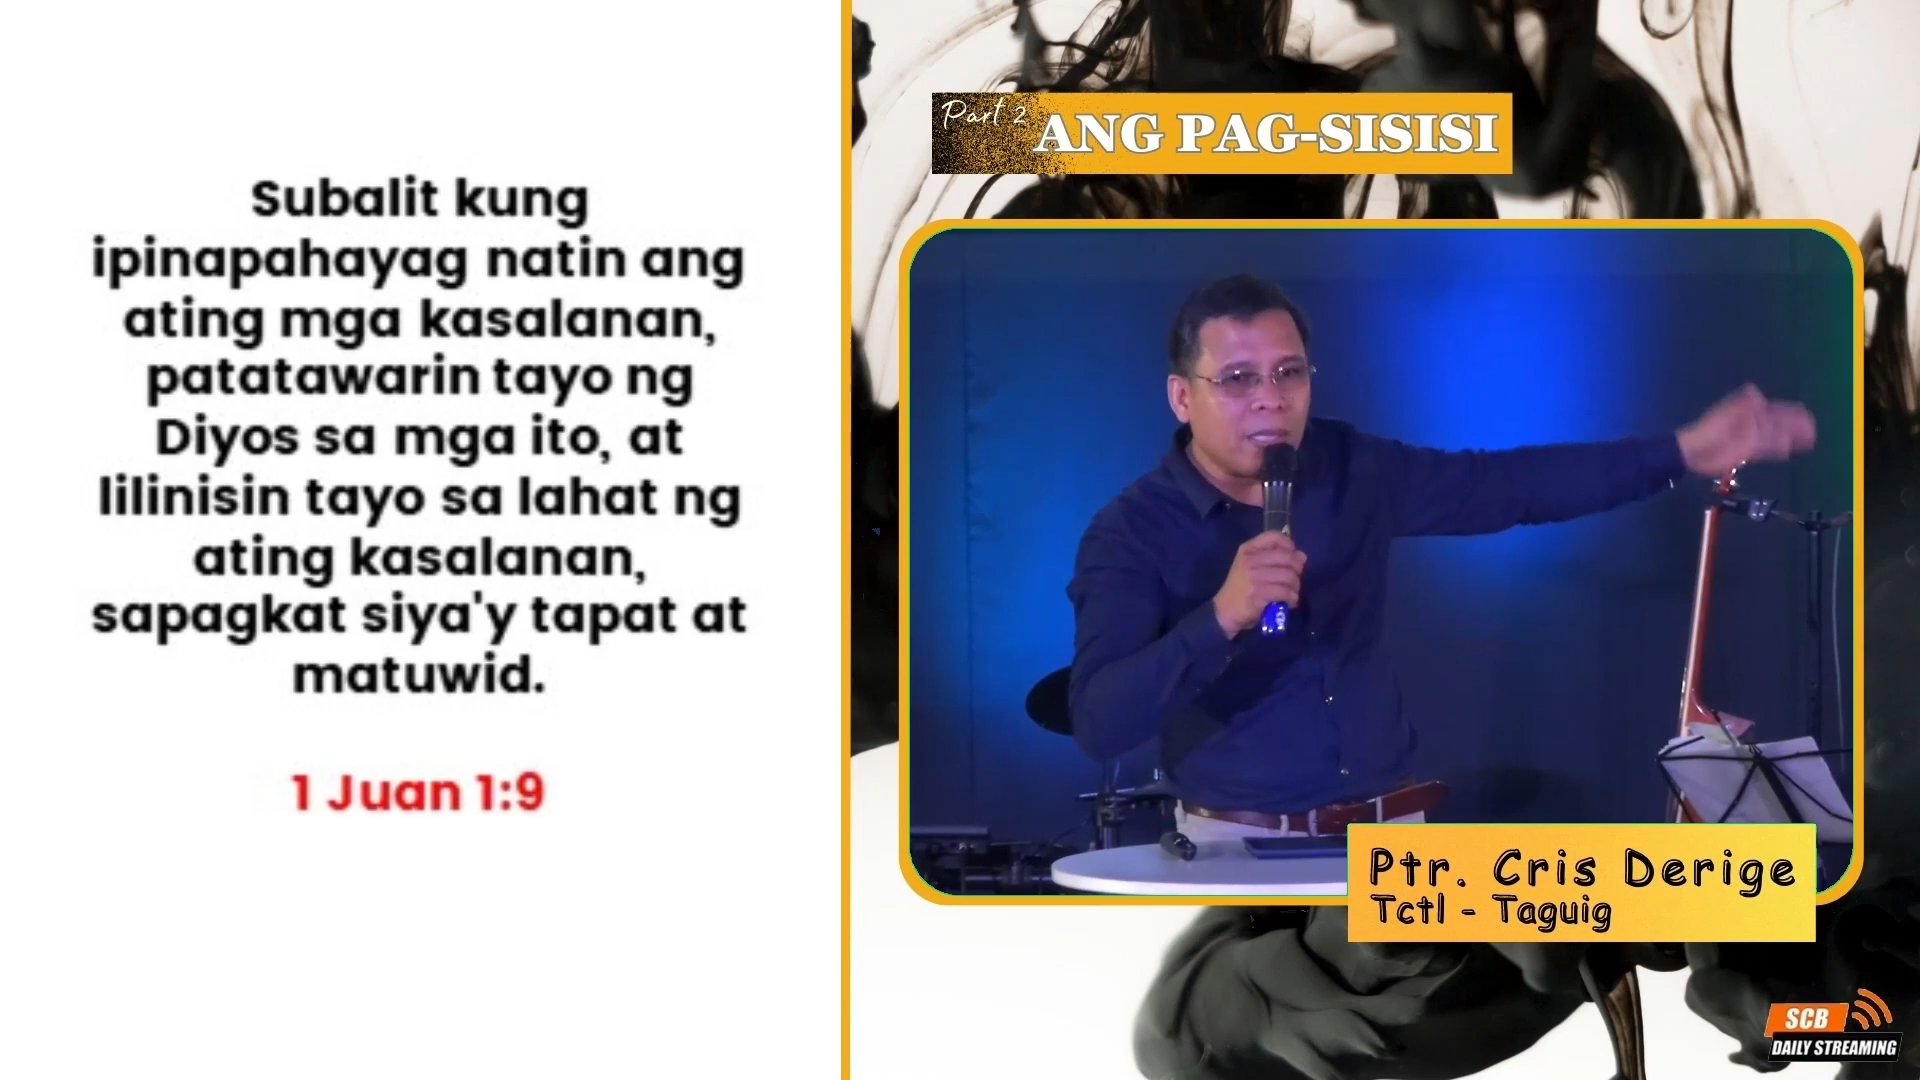 Subalit kung
ipinapahayag natin ang
ating mga kasalanan,
patatawarin tayo ng
Diyos sa mga ito, at
lilinisin tayo sa lahat ng
ating kasalanan,
sapagkat siya'y tapat at
matuwid.
1 Juan 1:9
Part 2
ANG PAG-SISISI
Ptr. Cris Derige
Tctl - Taguig
SCB
DAILY STREAMING